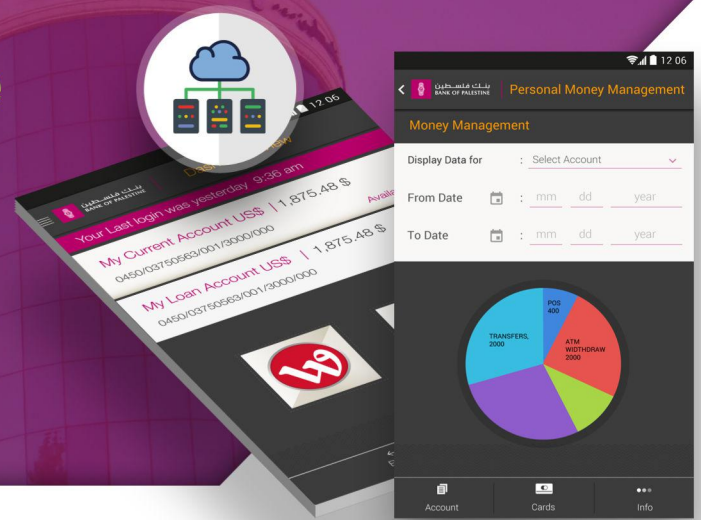 12 06
بنك فلسطين
BANK OF PALESTINE
Your Last login was yesterday 9:36 am
My Current Account US$ | 1,875.48 $
0450/03750563/001/3000/000
My Loan Account US$ | 1,875.48 $
0450/03750563/001/3000/000
12 06
بنك فلسطين
BANK OF PALESTINE
Personal Money Management
Money Management
Display Data for : Select Account
From Date : mm dd year
To Date : mm dd year
POS
400
TRANSFERS,
2000
ATM
WIDTHDRAW
2000
Account Cards Info